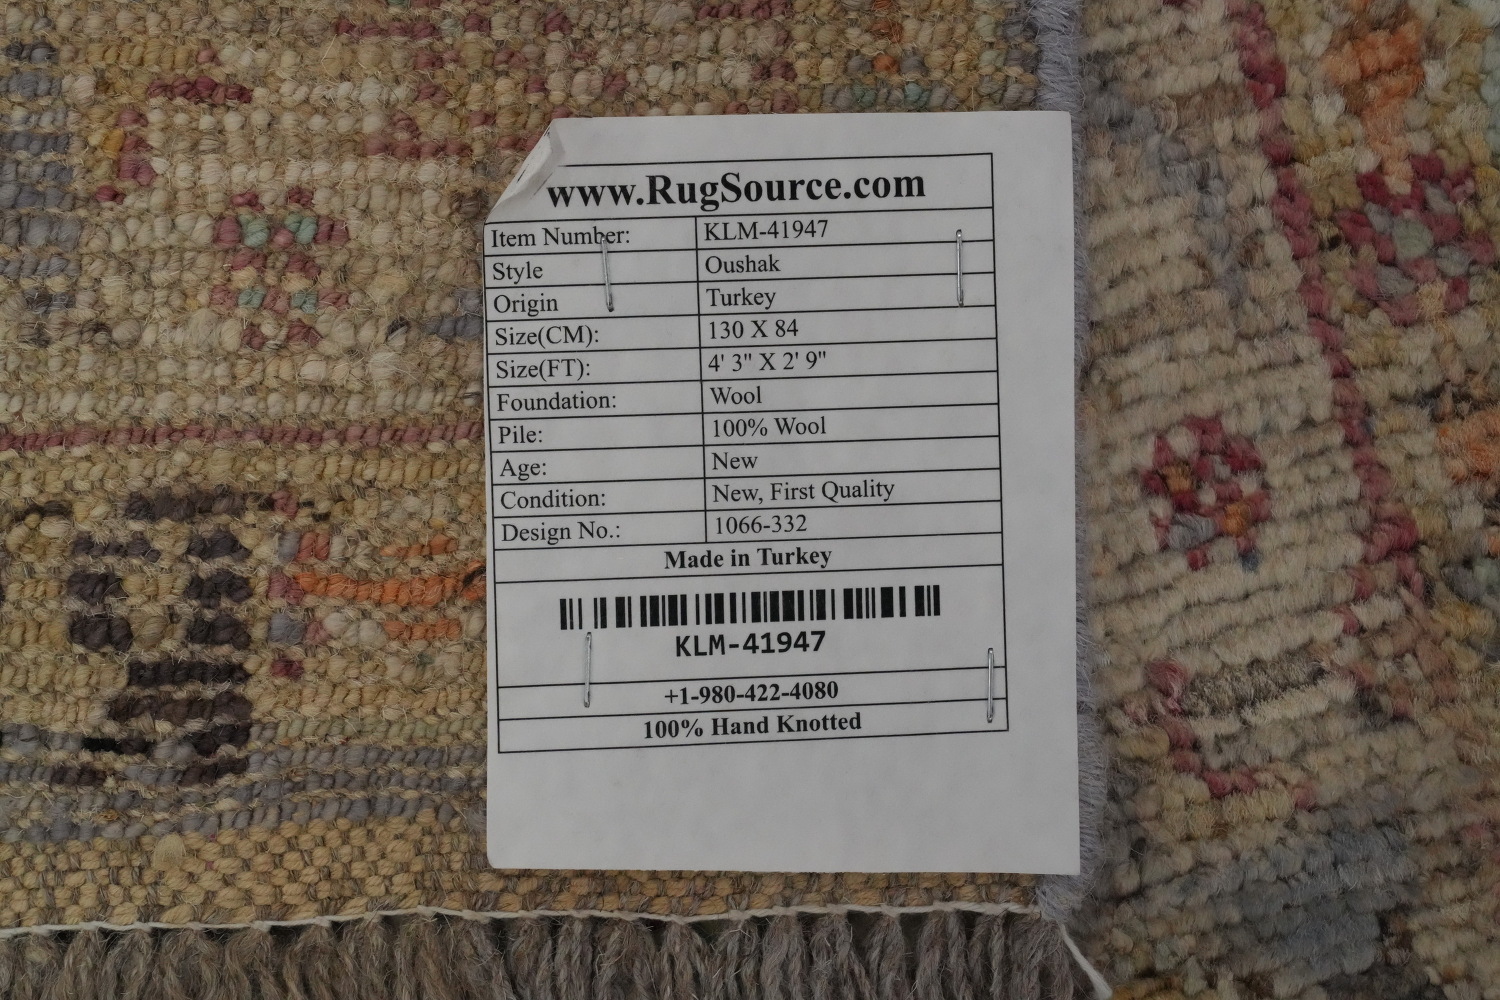 www.RugSource.com
Item Number: KLM-41947
Style Oushak
Origin Turkey
Size(CM): 130 X 84
Size(FT): 4' 3" X 2' 9"
Foundation: Wool
Pile: 100% Wool
Age: New
Condition: New, First Quality
Design No.: 1066-332
Made in Turkey
KLM-41947
+1-980-422-4080
100% Hand Knotted